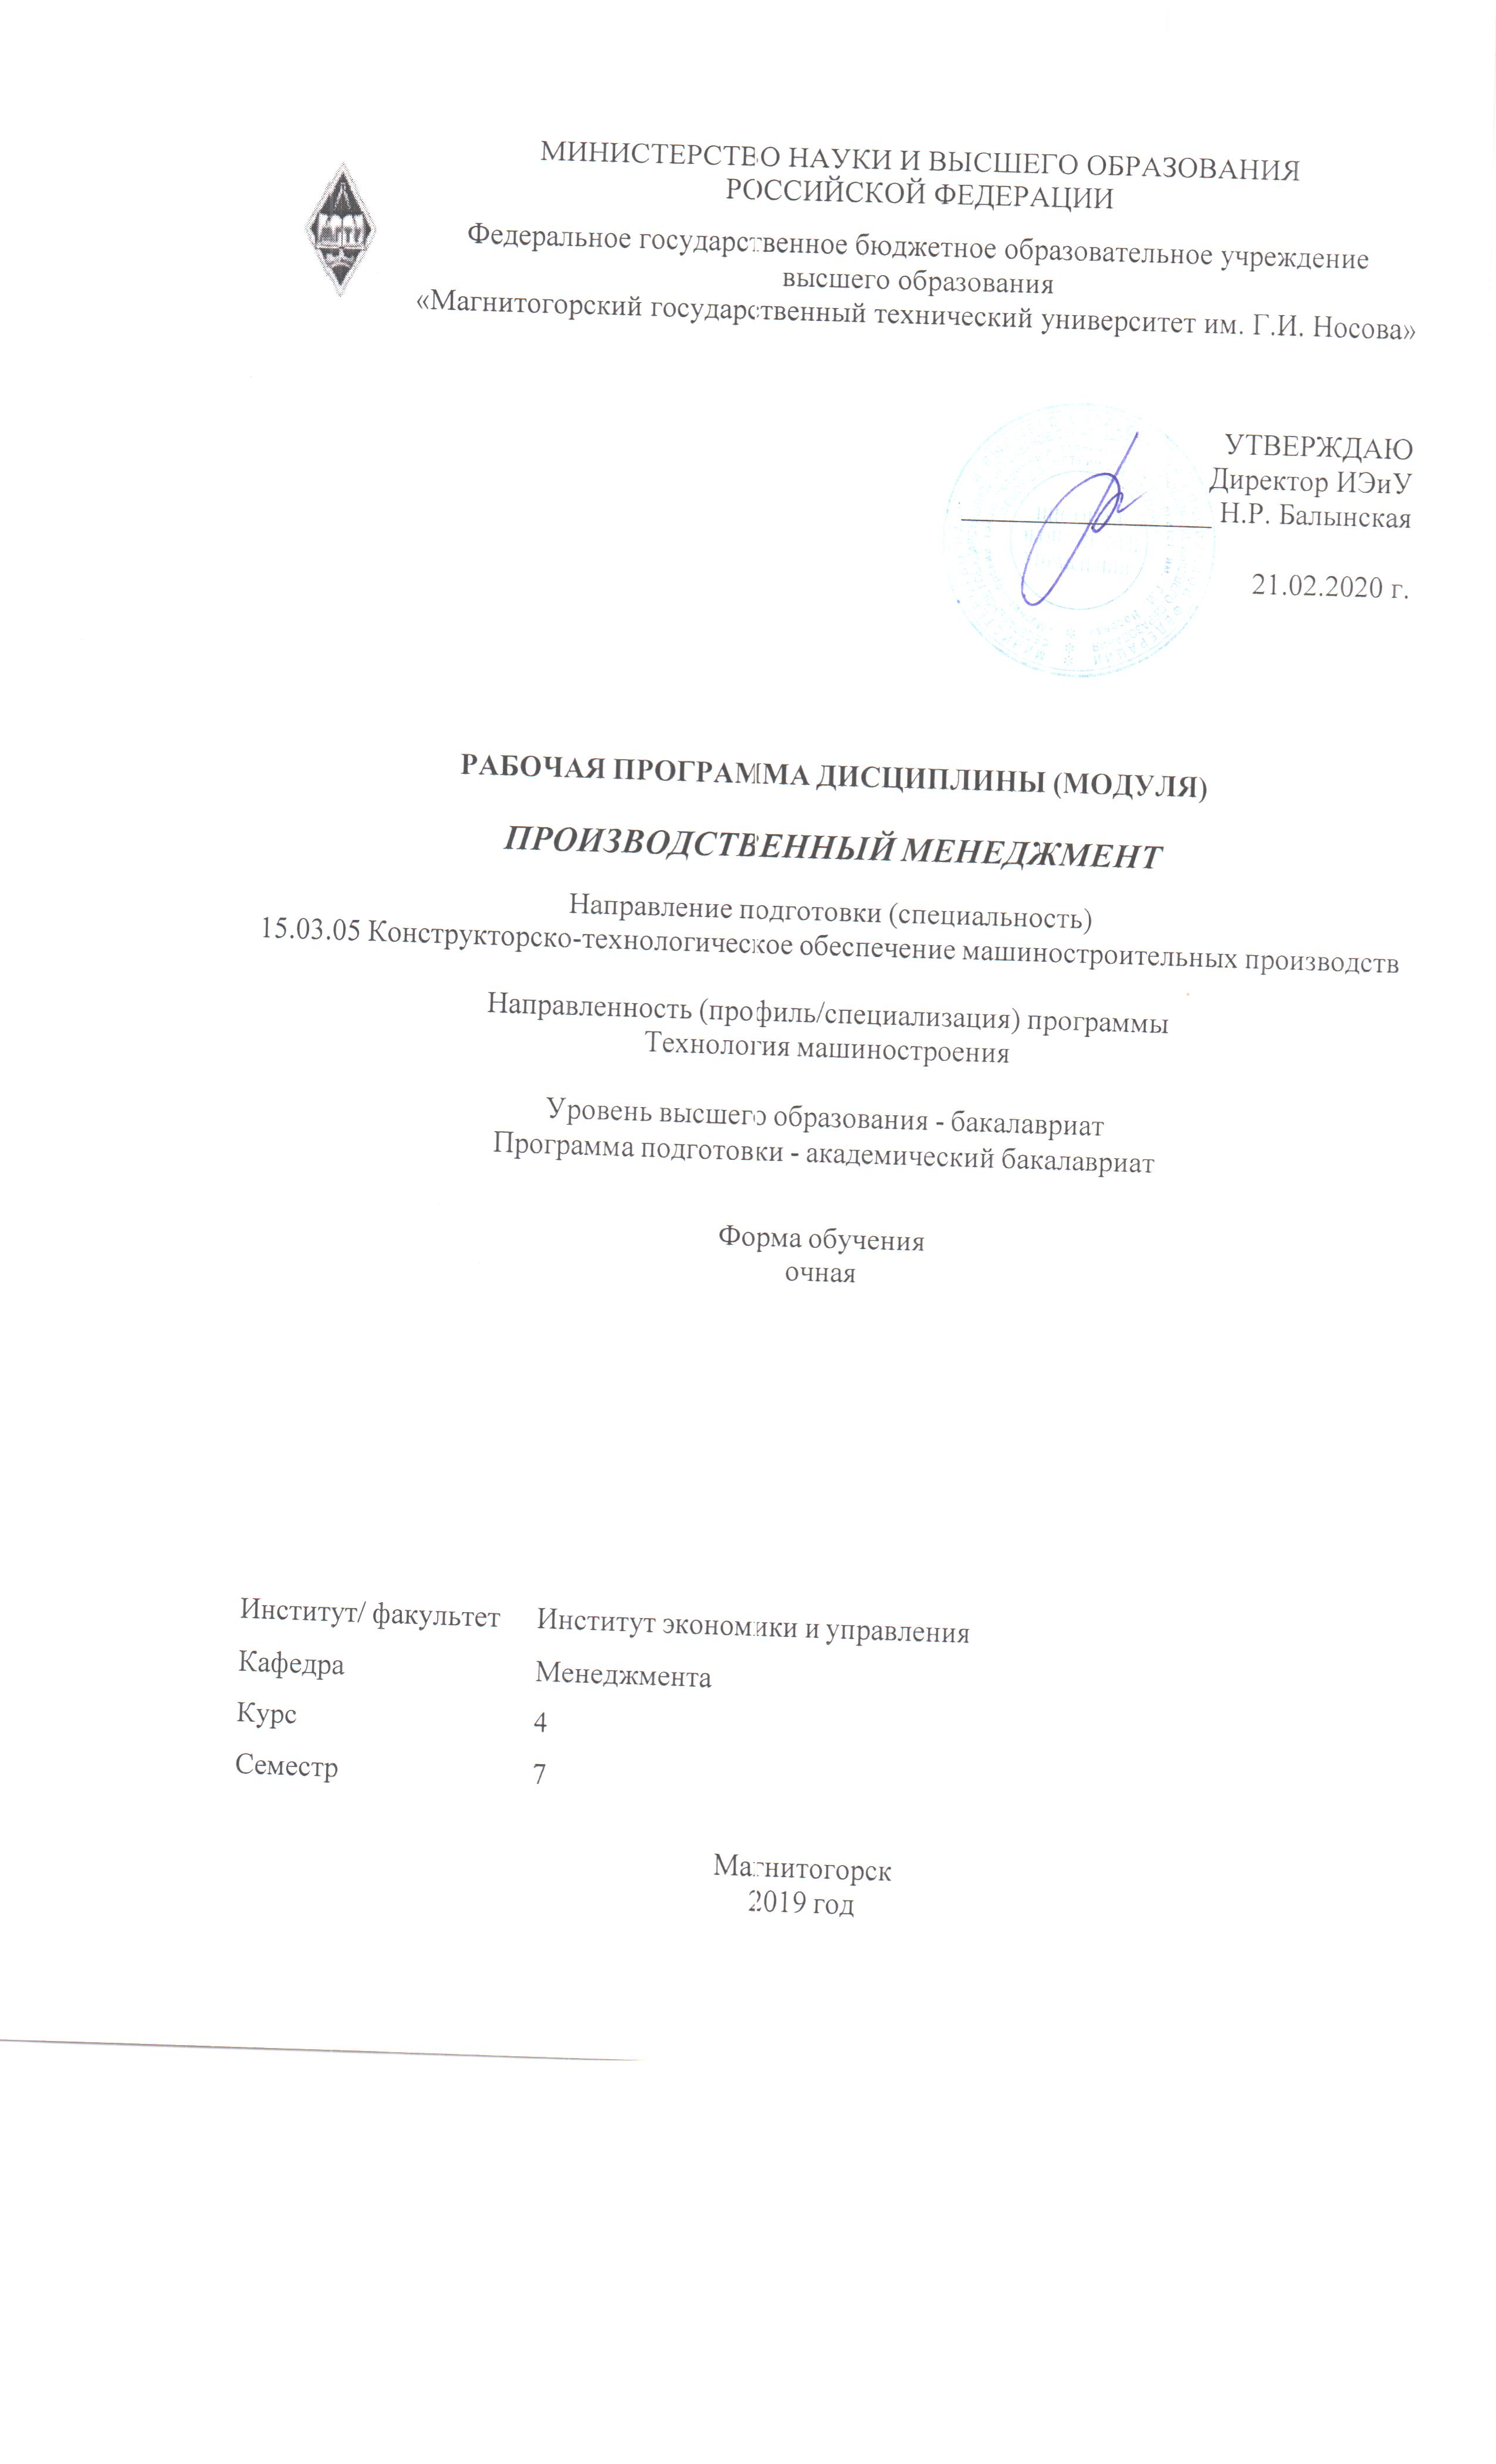 МИНИСТЕРСТВО НАУКИ И ВЫСШЕГО ОБРАЗОВАНИЯ
РОССИЙСКОЙ ФЕДЕРАЦИИ
Федеральное государственное бюджетное образовательное учреждение
высшего образования
«Магнитогорский государственный технический университет им. Г.И. Носова»
МГТУ
УТВЕРЖДАЮ
Директор ИЭиУ
Н.Р. Балынская
21.02.2020 г.
РАБОЧАЯ ПРОГРАММА ДИСЦИПЛИНЫ (МОДУЛЯ)
ПРОИЗВОДСТВЕННЫЙ МЕНЕДЖМЕНТ
Направление подготовки (специальность)
15.03.05 Конструкторско-технологическое обеспечение машиностроительных производств
Направленность (профиль/специализация) программы
Технология машиностроения
Уровень высшего образования - бакалавриат
Программа подготовки - академический бакалавриат
Форма обучения
очная
Институт/ факультет Институт экономики и управления
Кафедра Менеджмента
Курс 4
Семестр 7
Магнитогорск
2019 год